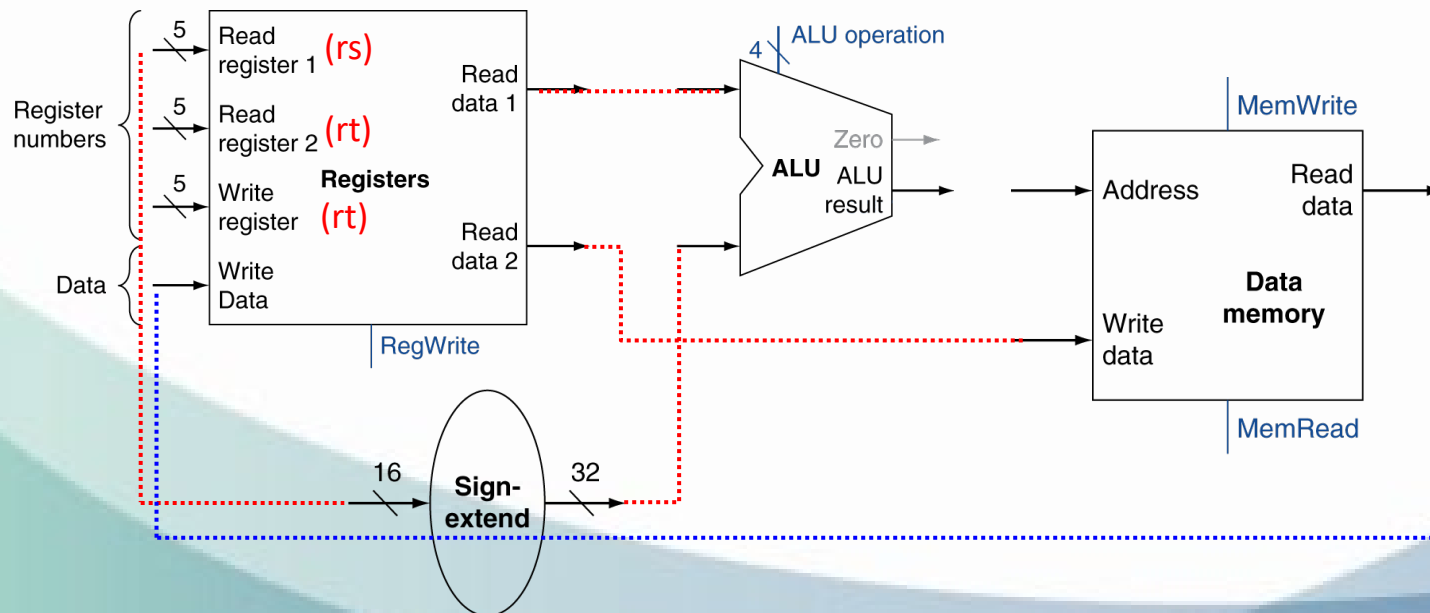 Register
numbers
Data
5
Read
register 1 (rs)
5
Read
register 2 (rt)
5
Write
register
Registers
(rt)
Write
Data
Read
data 1
Read
data 2
RegWrite
16
Sign-
extend
32
4
ALU operation
Zero
ALU
ALU
result
MemWrite
Address
Read
data
Data
memory
Write
data
MemRead